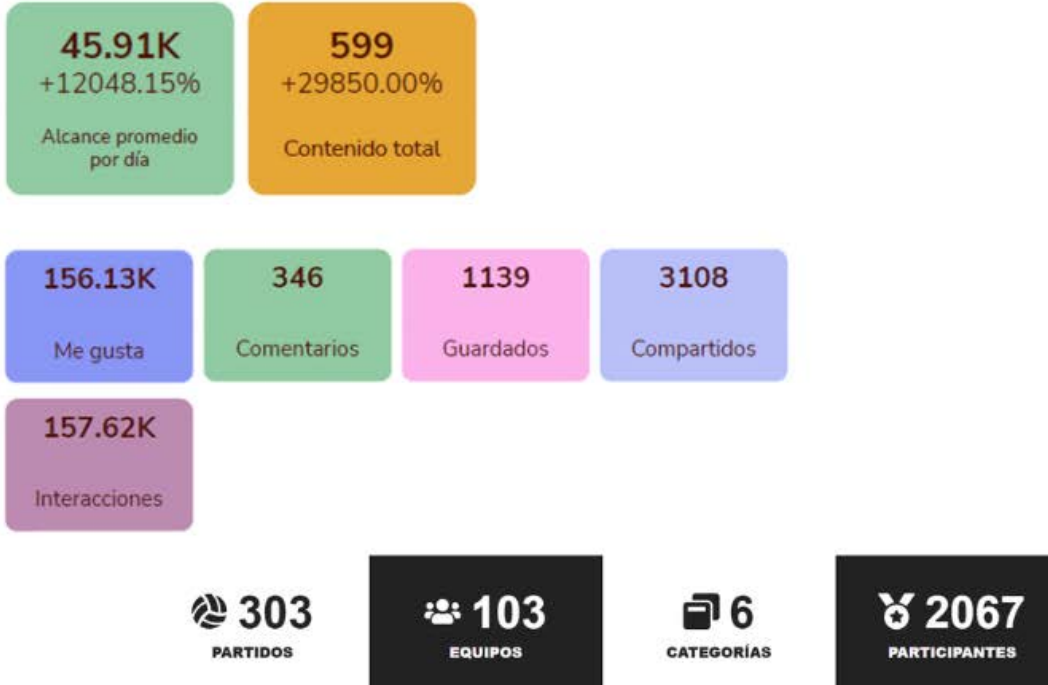 45.91K
+12048.15%
Alcance promedio
por día
599
+29850.00%
Contenido total
156.13K
Me gusta
346
Comentarios
1139
Guardados
3108
Compartidos
157.62K
Interacciones
303
PARTIDOS
103
EQUIPOS
6
CATEGORÍAS
2067
PARTICIPANTES